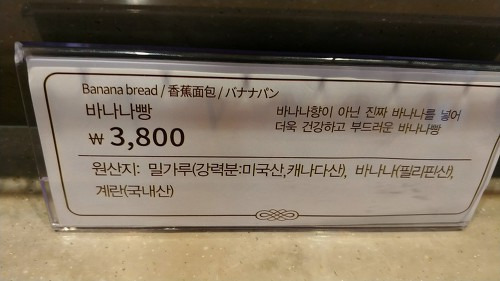 Banana bread / 香蕉面包 / バナナパン
바나나빵
₩ 3,800
바나나향이 아닌 진짜 바나나를 넣어
더욱 건강하고 부드러운 바나나빵
원산지: 밀가루(강력분:미국산,캐나다산), 바나나(필리핀산),
계란(국내산)